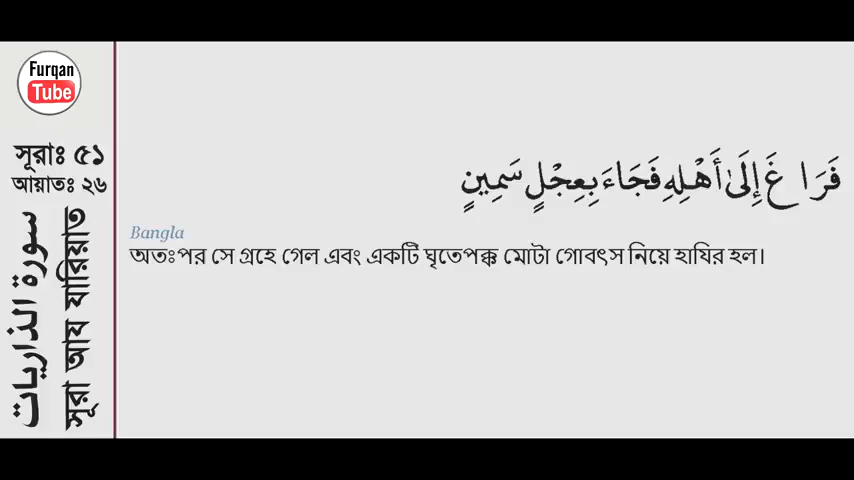 Furqan
Tube
সূরাঃ ৫১
আয়াতঃ ২৬
سورة الذاريات
সূরা আয যারিয়াত
فَرَاغَ إِلَىٰ أَهْلِهِ فَجَاءَ بِعِجْلٍ سَمِينٍ
Bangla
অতঃপর সে গ্রহে গেল এবং একটি ঘৃতেপক্ক মোটা গোবৎস নিয়ে হাযির হল।